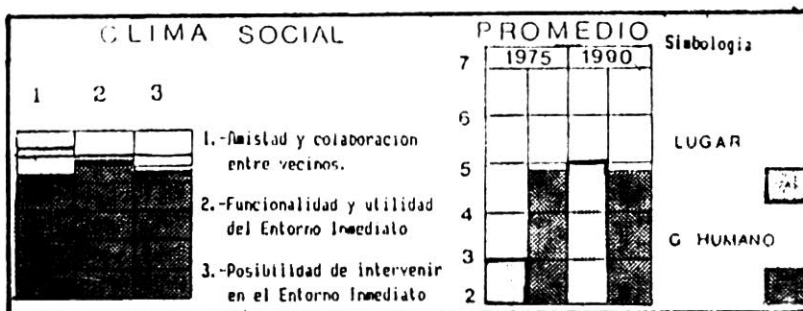 CLIMA SOCIAL
1 2 3
1.-Amistad y colaboracion
entre vecinos.
2.-Funcionalidad y utilidad
del Entorno Inmediato
3.-Posibilidad de intervenir
en el Entorno Inmediato
PROMEDIO
1975 1990
7
6
5
4
3
2
Simbologia
LUGAR
G HUMANO